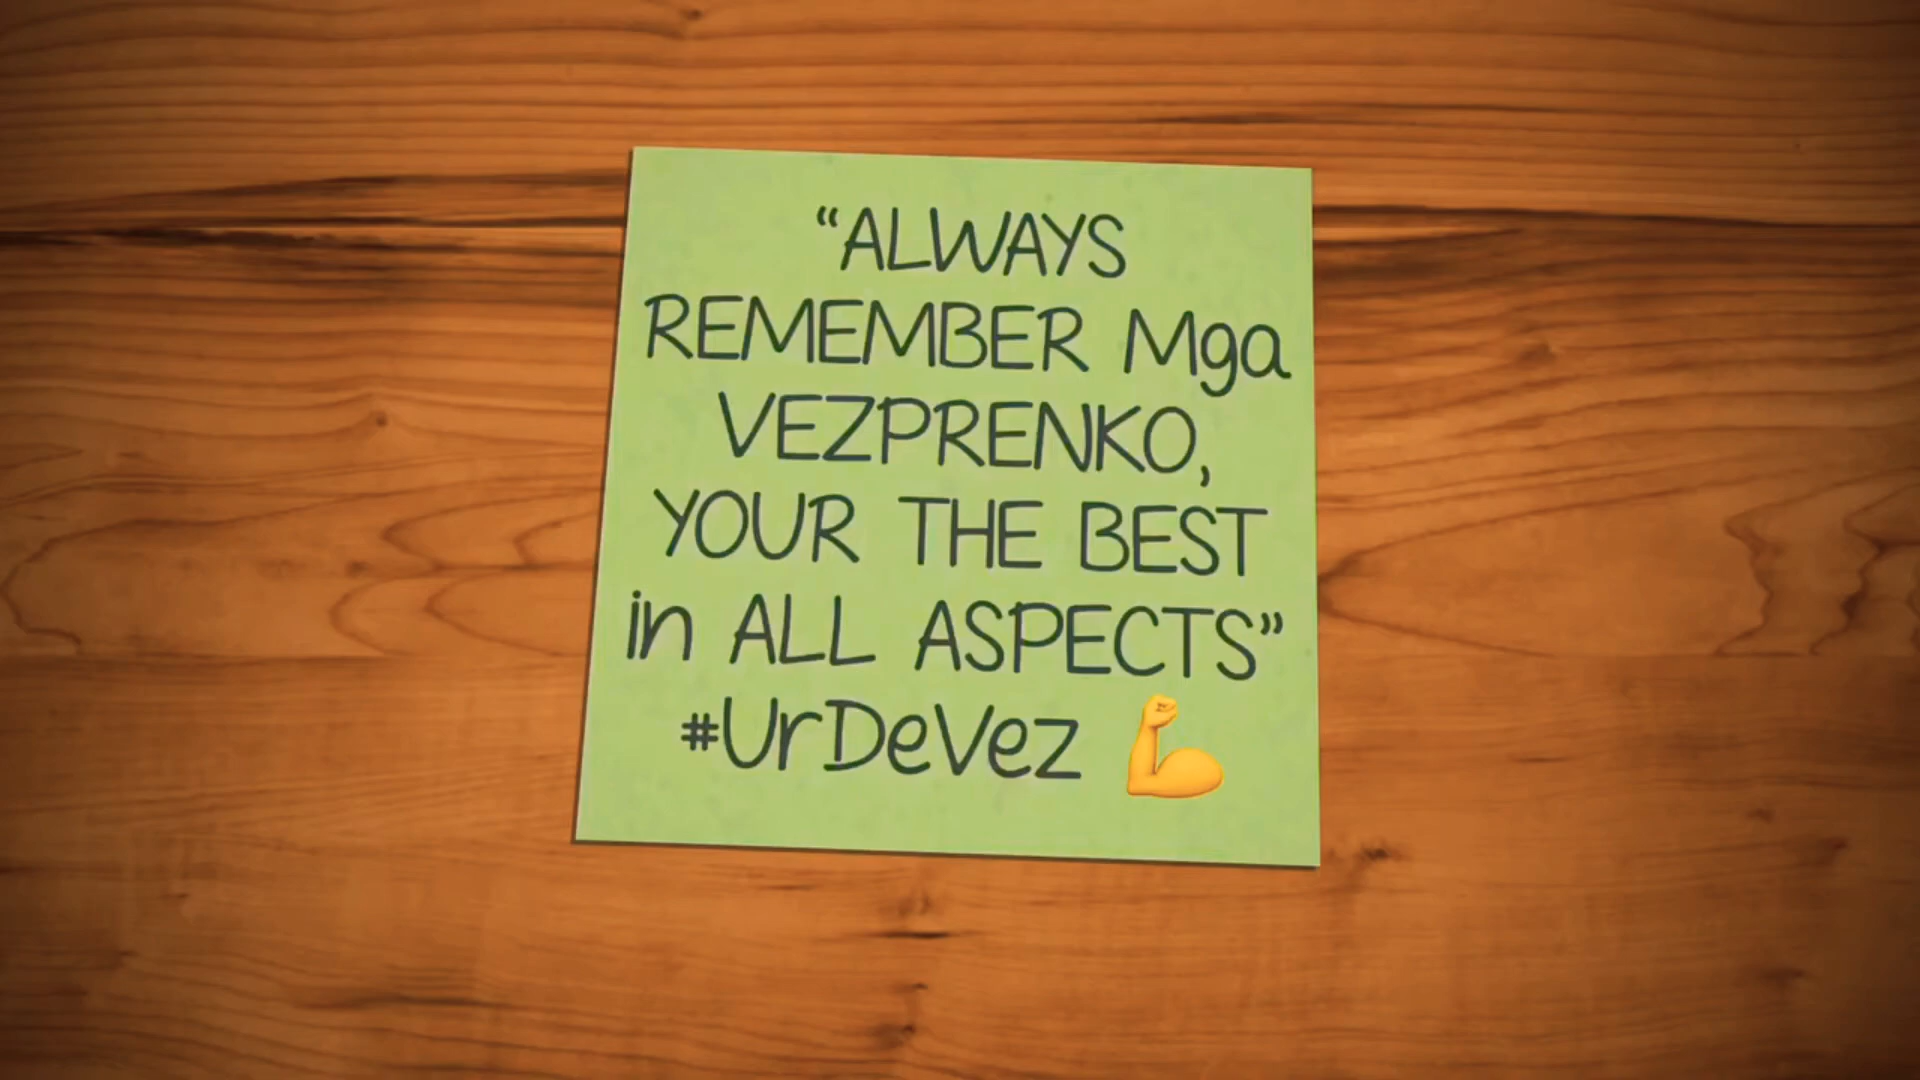 “ALWAYS
REMEMBER Mga
VEZPRENKO,
YOUR THE BEST
in ALL ASPECTS”
#UrDeVez 💪